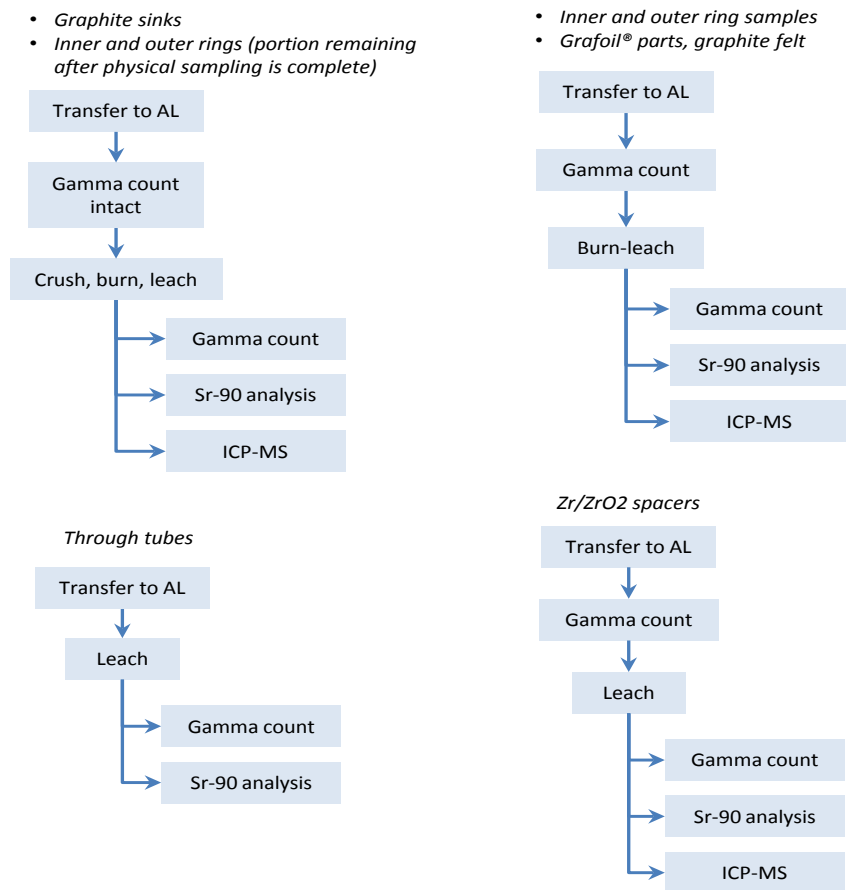 • Graphite sinks
• Inner and outer rings (portion remaining
after physical sampling is complete)
Transfer to AL
Gamma count
intact
Crush, burn, leach
Gamma count
Sr-90 analysis
ICP-MS
• Inner and outer ring samples
• Grafoil® parts, graphite felt
Transfer to AL
Gamma count
Burn-leach
Gamma count
Sr-90 analysis
ICP-MS
Through tubes
Transfer to AL
Leach
Gamma count
Sr-90 analysis
Zr/ZrO2 spacers
Transfer to AL
Gamma count
Leach
Gamma count
Sr-90 analysis
ICP-MS